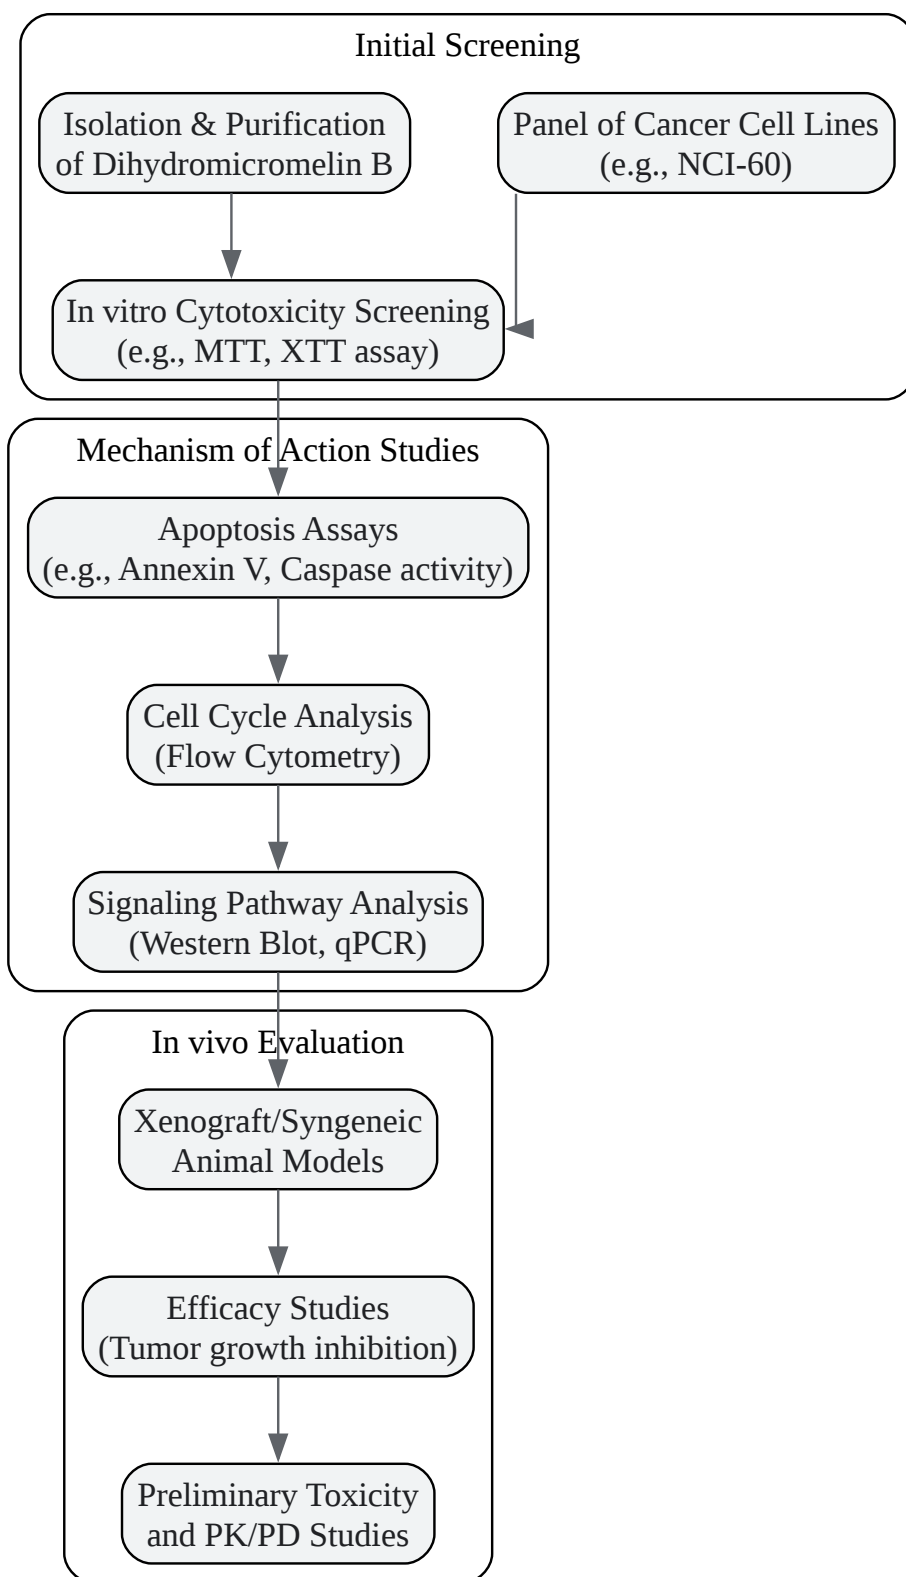 Initial Screening
Isolation & Purification
of Dihydromicromelin B
Panel of Cancer Cell Lines
(e.g., NCI-60)
In vitro Cytotoxicity Screening
(e.g., MTT, XTT assay)
Mechanism of Action Studies
Apoptosis Assays
(e.g., Annexin V, Caspase activity)
Cell Cycle Analysis
(Flow Cytometry)
Signaling Pathway Analysis
(Western Blot, qPCR)
In vivo Evaluation
Xenograft/Syngeneic
Animal Models
Efficacy Studies
(Tumor growth inhibition)
Preliminary Toxicity
and PK/PD Studies